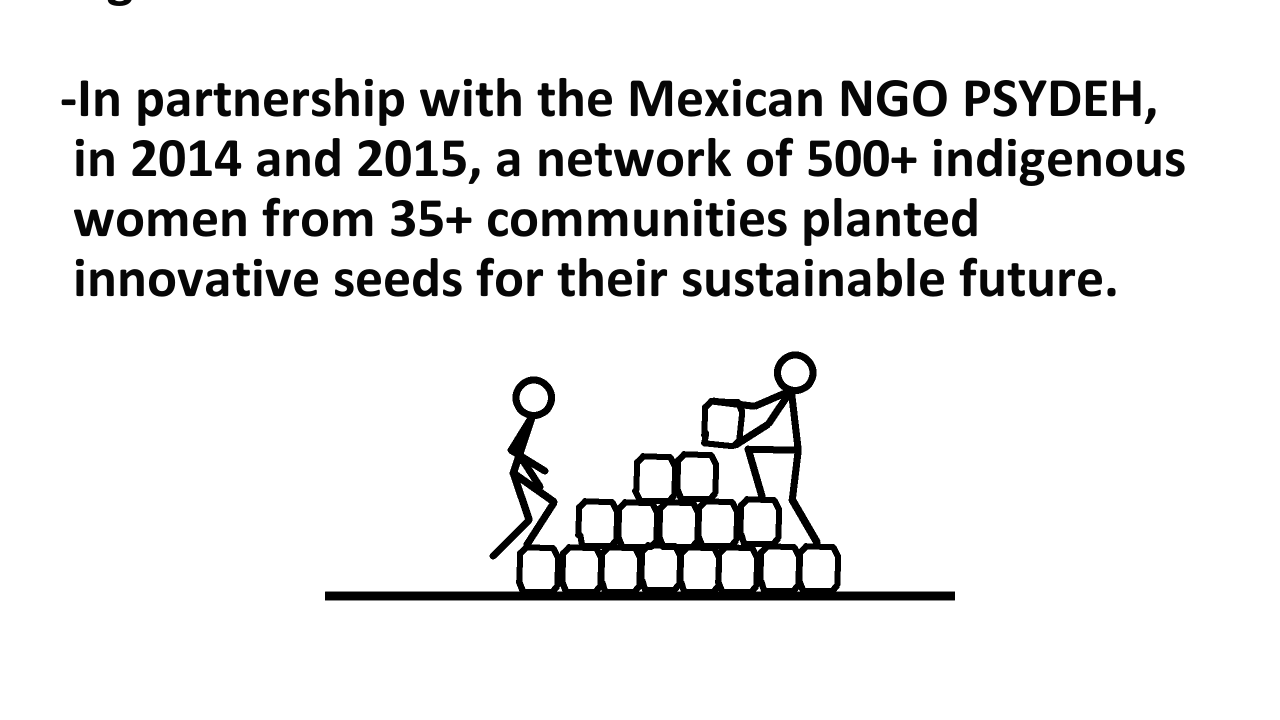 -In partnership with the Mexican NGO PSYDEH,
in 2014 and 2015, a network of 500+ indigenous
women from 35+ communities planted
innovative seeds for their sustainable future.